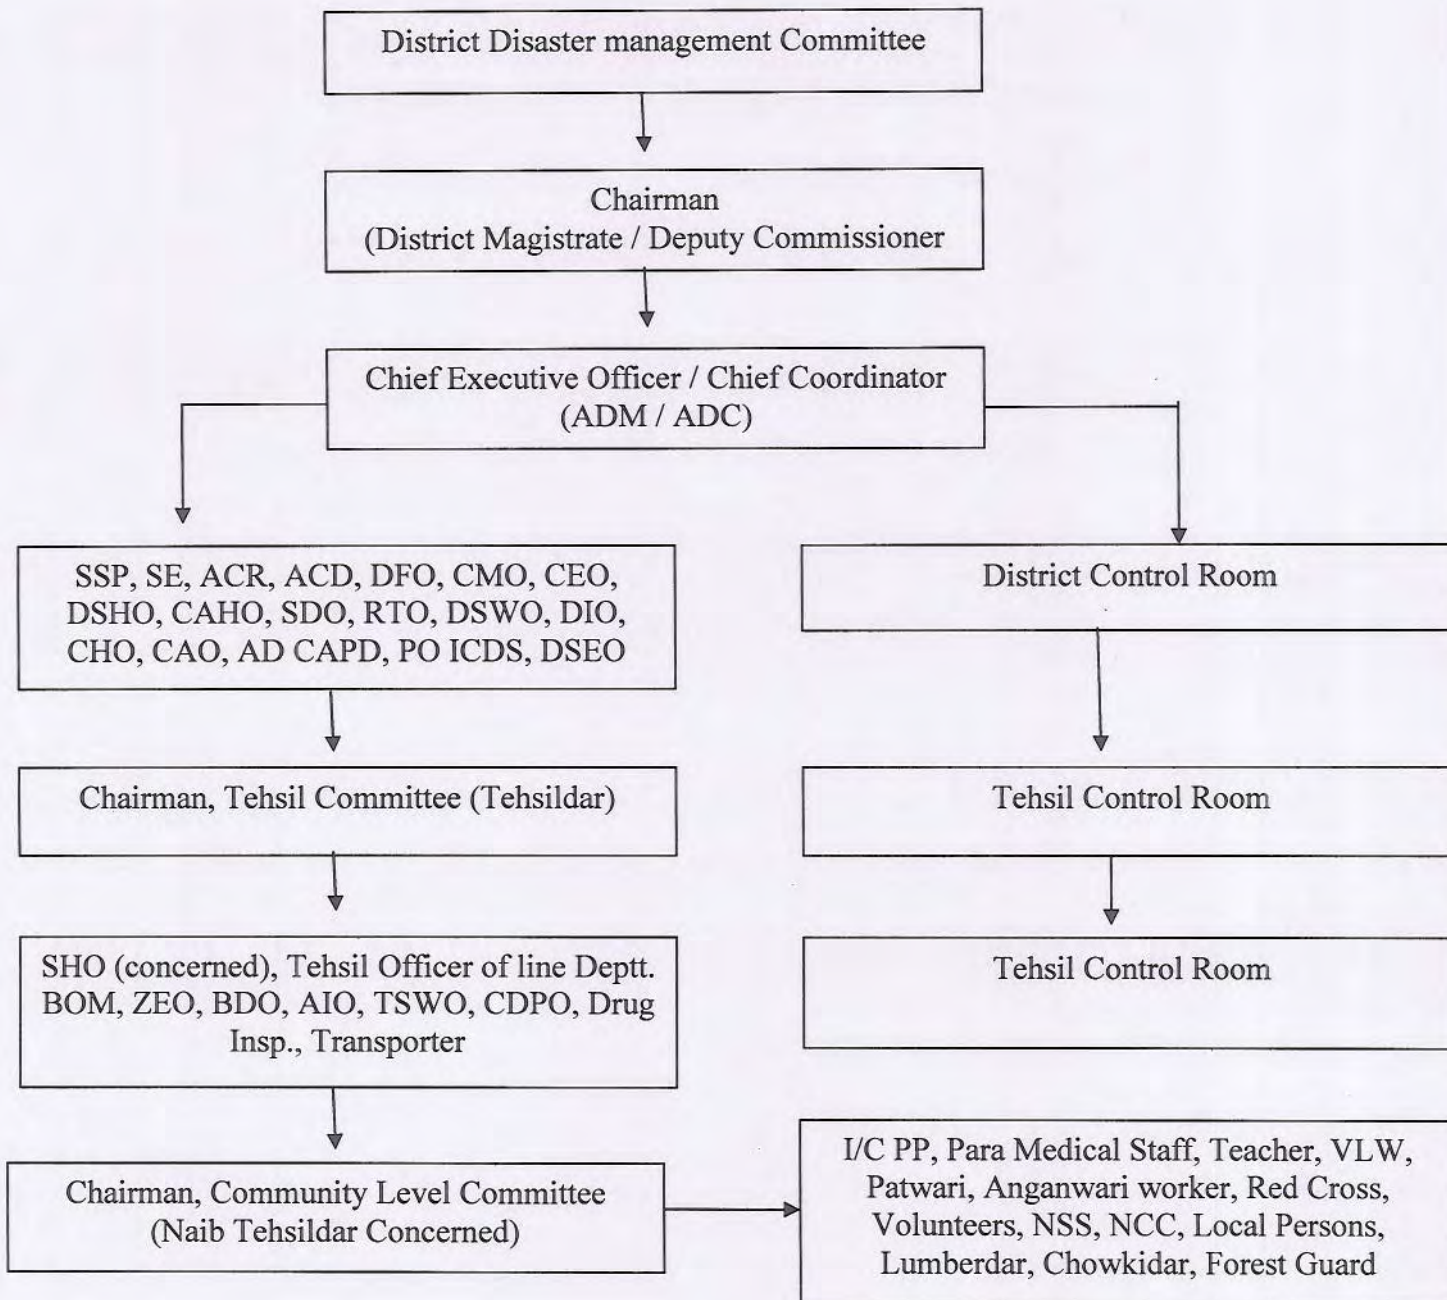 District Disaster management Committee
Chairman
(District Magistrate / Deputy Commissioner
Chief Executive Officer / Chief Coordinator
(ADM / ADC)
SSP, SE, ACR, ACD, DFO, CMO, CEO,
DSHO, CAHO, SDO, RTO, DSWO, DIO,
CHO, CAO, AD CAPD, PO ICDS, DSEO
District Control Room
Chairman, Tehsil Committee (Tehsildar)
Tehsil Control Room
SHO (concerned), Tehsil Officer of line Deptt.
BOM, ZEO, BDO, AIO, TSWO, CDPO, Drug
Insp., Transporter
Tehsil Control Room
Chairman, Community Level Committee
(Naib Tehsildar Concerned)
I/C PP, Para Medical Staff, Teacher, VLW,
Patwari, Anganwari worker, Red Cross,
Volunteers, NSS, NCC, Local Persons,
Lumberdar, Chowkidar, Forest Guard